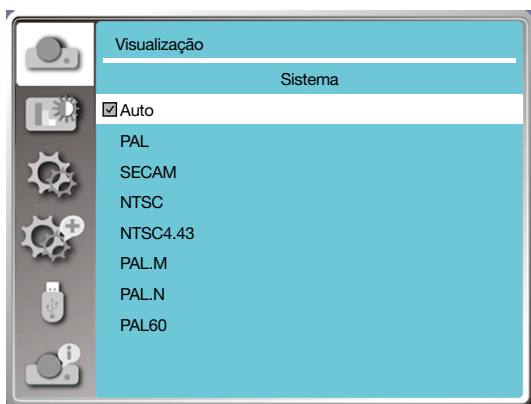 Visualização
Sistema
Auto
PAL
SECAM
NTSC
NTSC4.43
PAL.M
PAL.N
PAL60